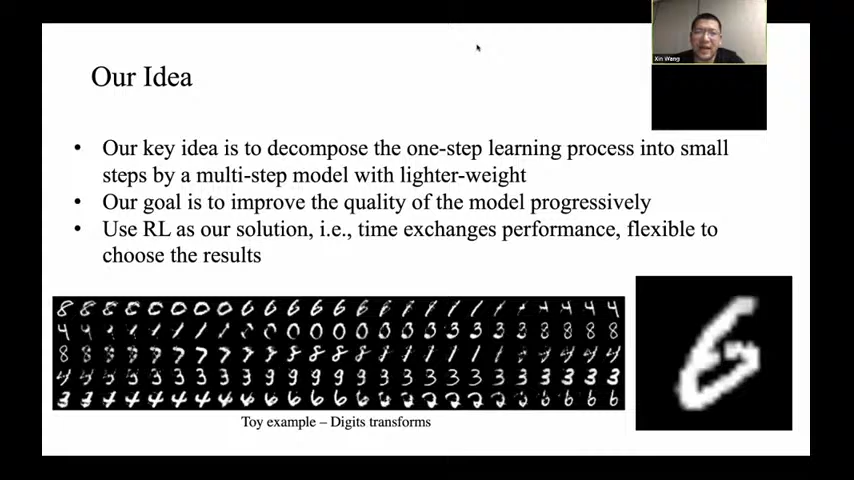 Xin Wang
Our Idea
• Our key idea is to decompose the one-step learning process into small
steps by a multi-step model with lighter-weight
• Our goal is to improve the quality of the model progressively
• Use RL as our solution, i.e., time exchanges performance, flexible to
choose the results
Toy example – Digits transforms